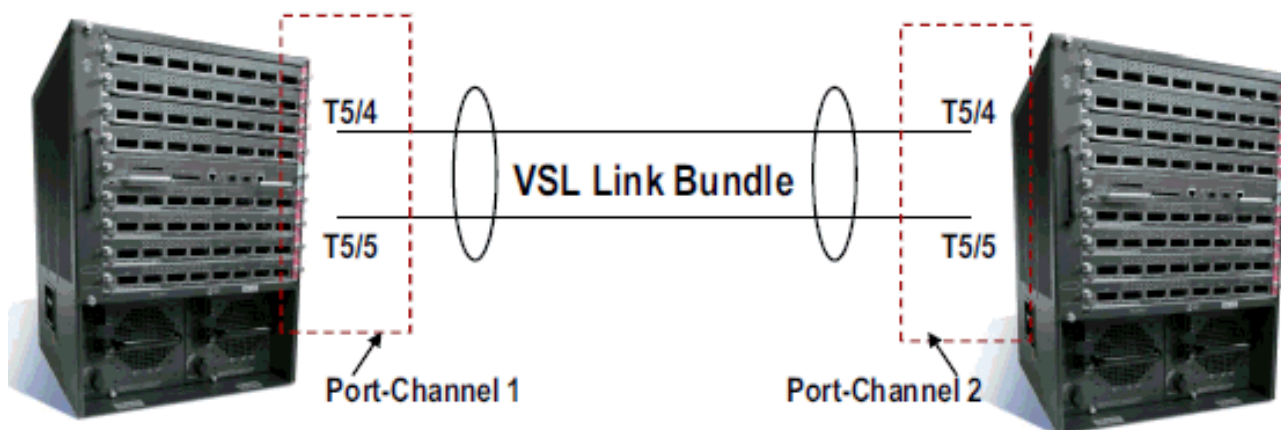 T5/4
T5/4
VSL Link Bundle
T5/5
T5/5
Port-Channel 1
Port-Channel 2